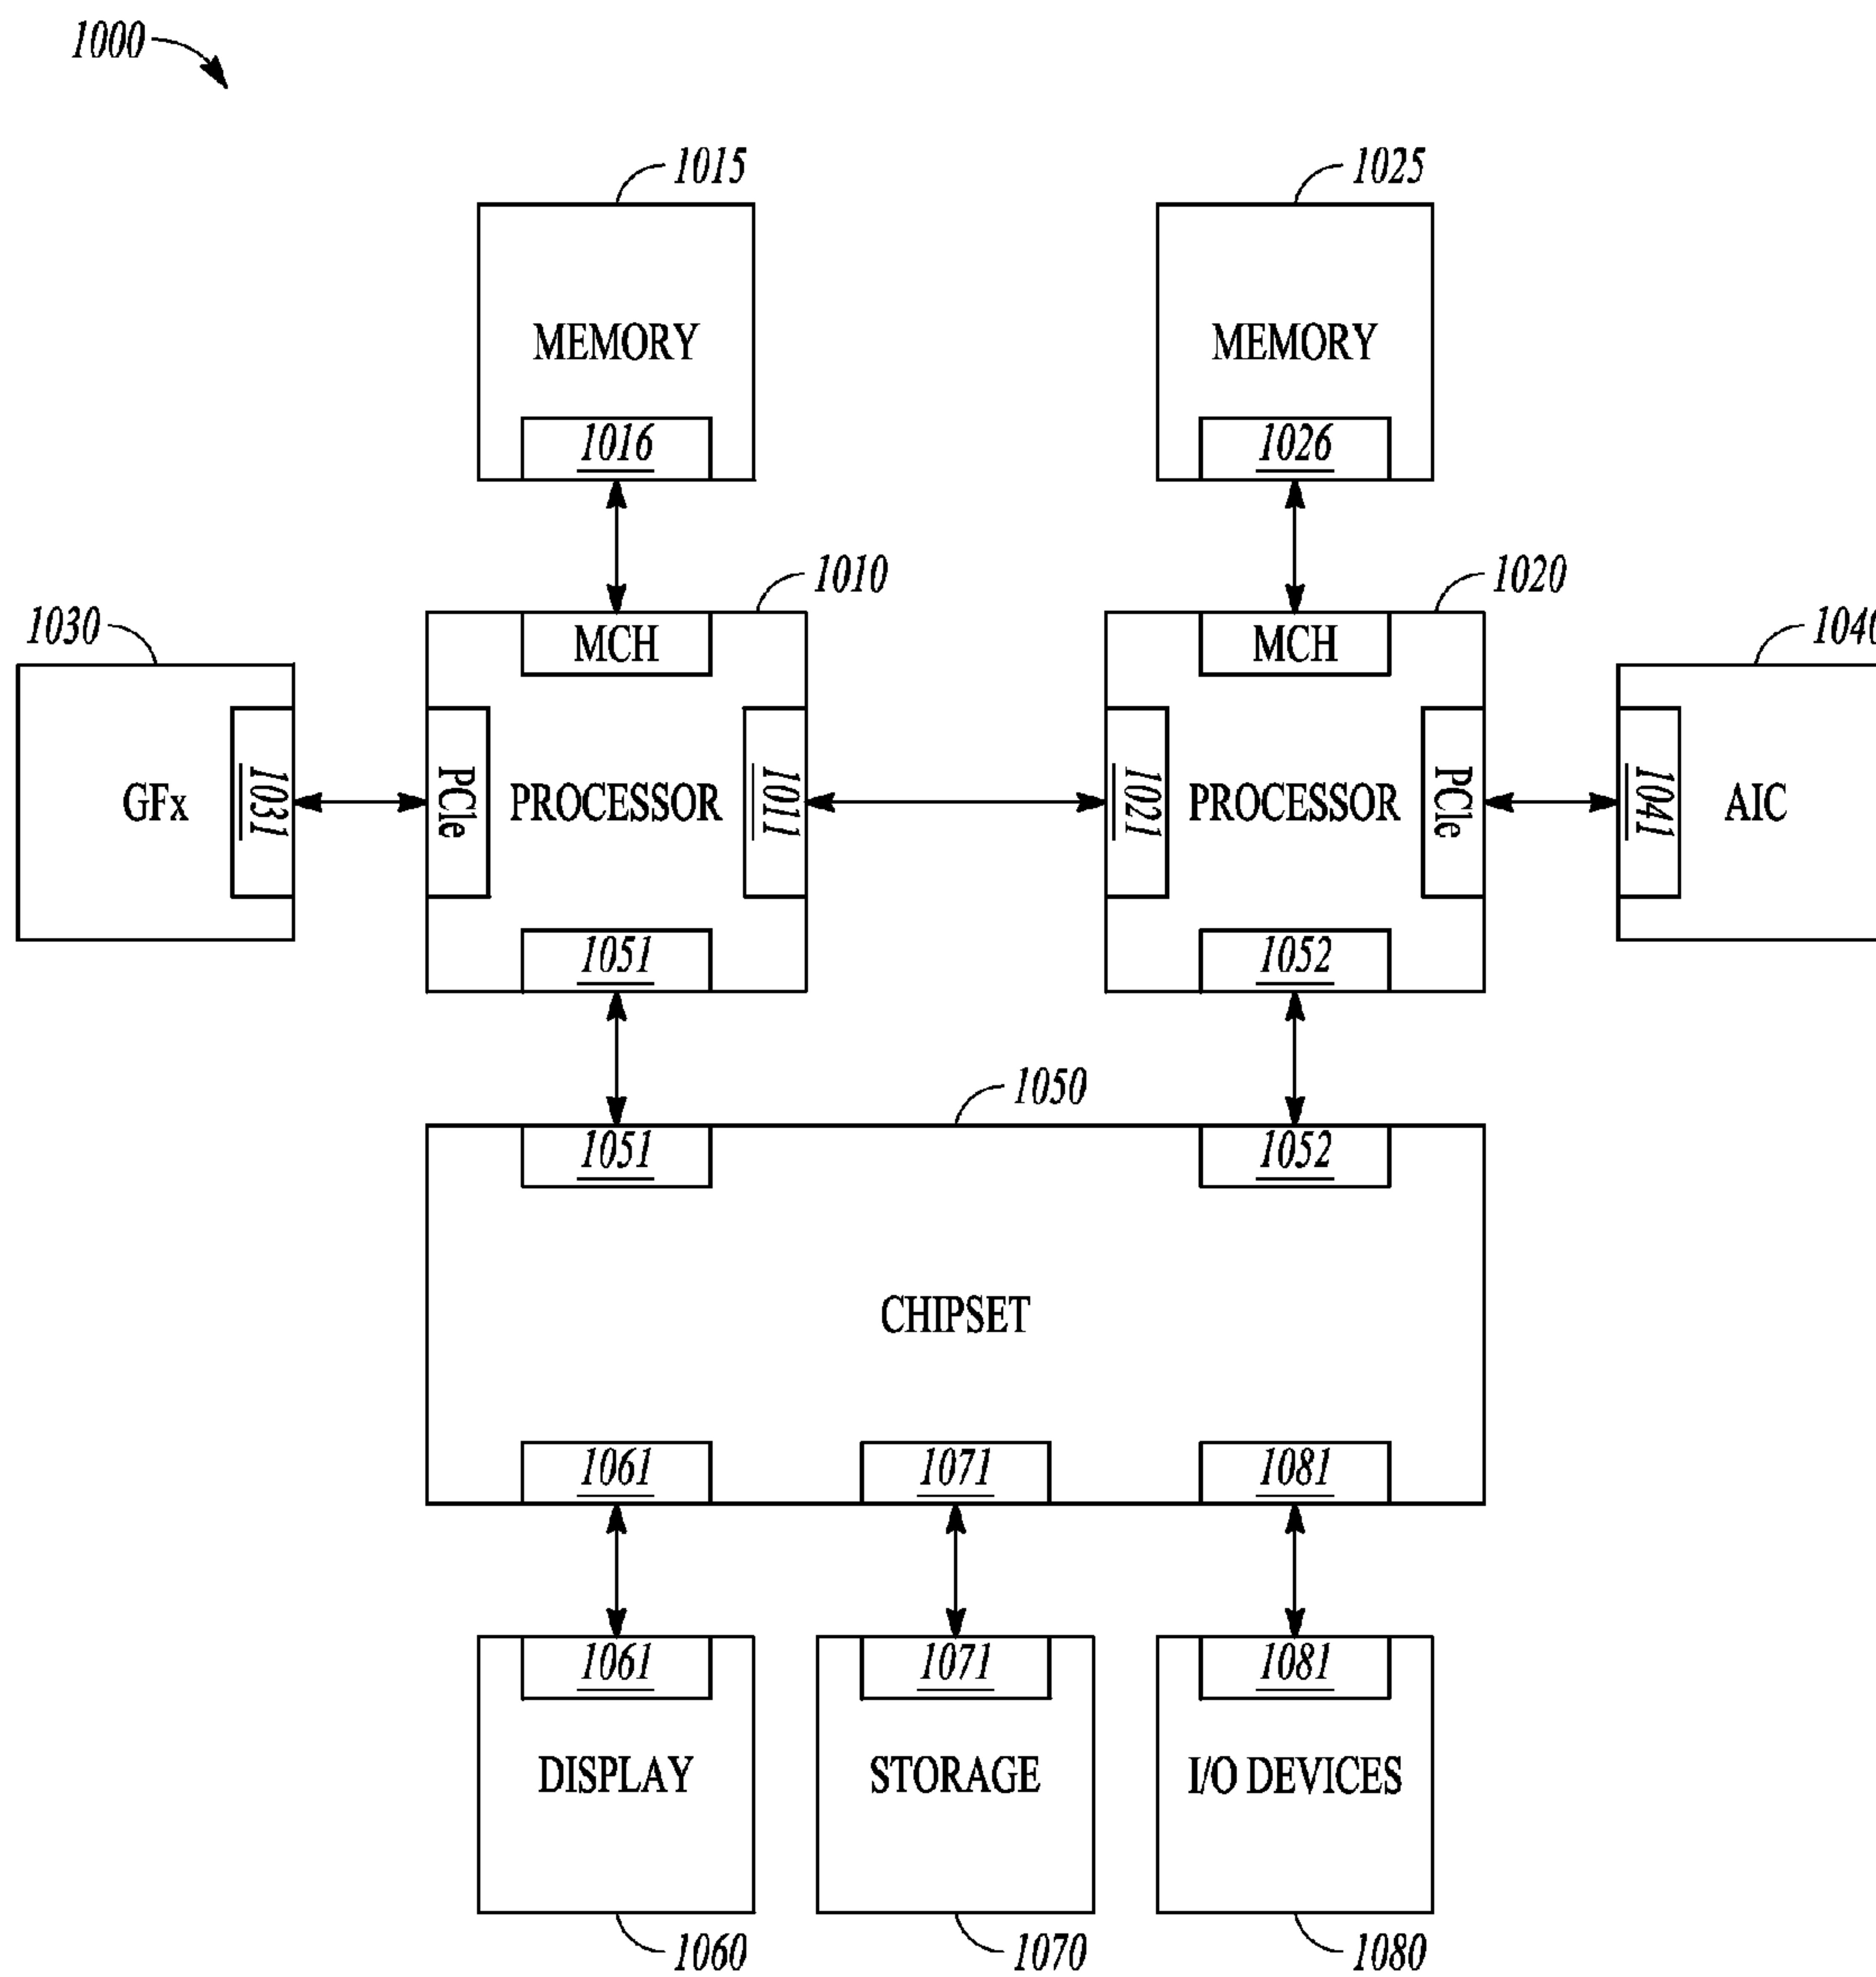 1000
1015
1025
MEMORY
MEMORY
1016
1026
1010
1020
1030
1040
MCH
MCH
GFx
1031
PCIe
PROCESSOR
1011
1021
PROCESSOR
PCIe
1041
AIC
1051
1052
1050
1051
1052
CHIPSET
1061
1071
1081
1061
1071
1081
DISPLAY
STORAGE
I/O DEVICES
1060
1070
1080